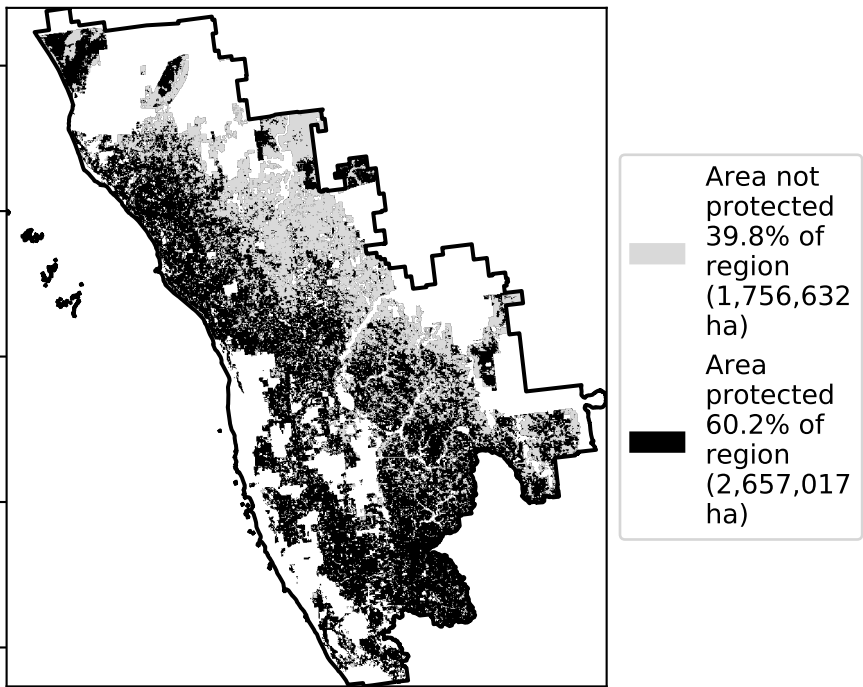 Area not
protected
39.8% of
region
(1,756,632
ha)
Area
protected
60.2% of
region
(2,657,017
ha)